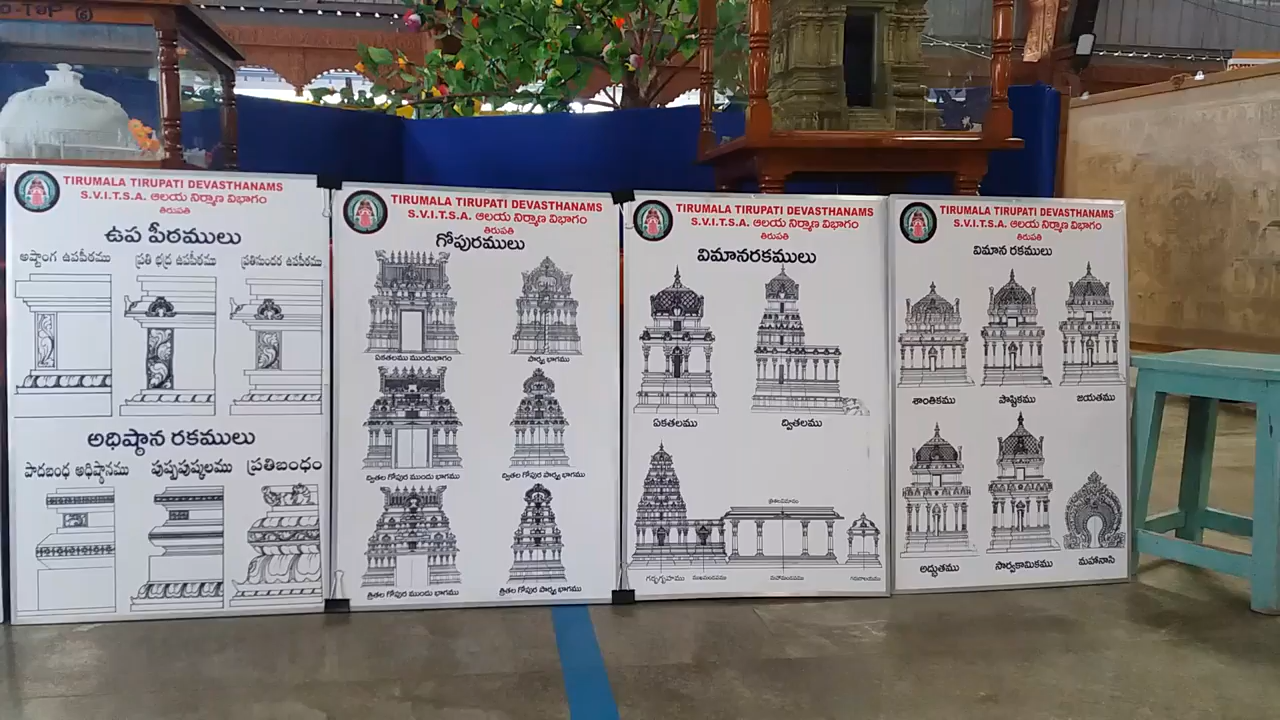 TIRUMALA TIRUPATI DEVASTHANAMS
S.V.I.T.S.A. ఆలయ నిర్మాణ విభాగం
తిరుపతి
ఉప పీఠములు
అష్టాంగ ఉపపీఠము ప్రతి భద్ర ఉపపీఠము ప్రతిసుందర ఉపపీఠము
అధిష్ఠాన రకములు
పాదబంధ అధిష్ఠానము పుష్పపుష్కలము ప్రతిబంధం
TIRUMALA TIRUPATI DEVASTHANAMS
S.V.I.T.S.A. ఆలయ నిర్మాణ విభాగం
తిరుపతి
గోపురములు
ఏకతలము ముందుభాగం పార్శ్వ భాగము
ద్వితల గోపుర ముందు భాగము ద్వితల గోపుర పార్శ్వ భాగము
త్రితల గోపుర ముందు భాగము త్రితల గోపుర పార్శ్వ భాగము
TIRUMALA TIRUPATI DEVASTHANAMS
S.V.I.T.S.A. ఆలయ నిర్మాణ విభాగం
తిరుపతి
విమానరకములు
ఏకతలము ద్వితలము
గర్భగృహము
TIRUMALA TIRUPATI DEVASTHANAMS
S.V.I.T.S.A. ఆలయ నిర్మాణ విభాగం
తిరుపతి
విమాన రకములు
శాంతికము పౌష్టికము జయతము
అద్భుతము సార్వకామికము మహానాసి